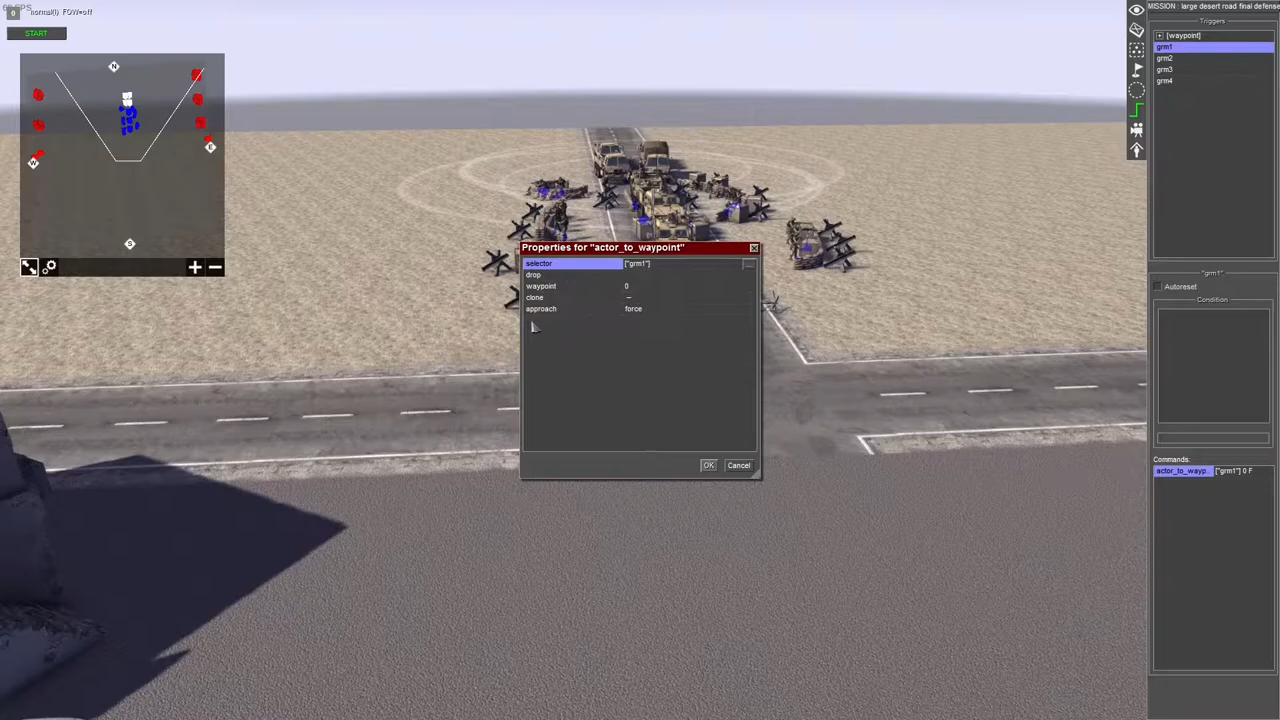 0
normal(i) FOW=off
START
N
W
E
S
MISSION : large desert road final defense
Triggers
[waypoint]
grm1
grm2
grm3
grm4
"grm1"
Autoreset
Condition
Commands:
actor_to_wayp.. ["grm1"] 0 F
Properties for "actor_to_waypoint"
selector ["grm1"]
drop
waypoint 0
clone –
approach force
OK Cancel